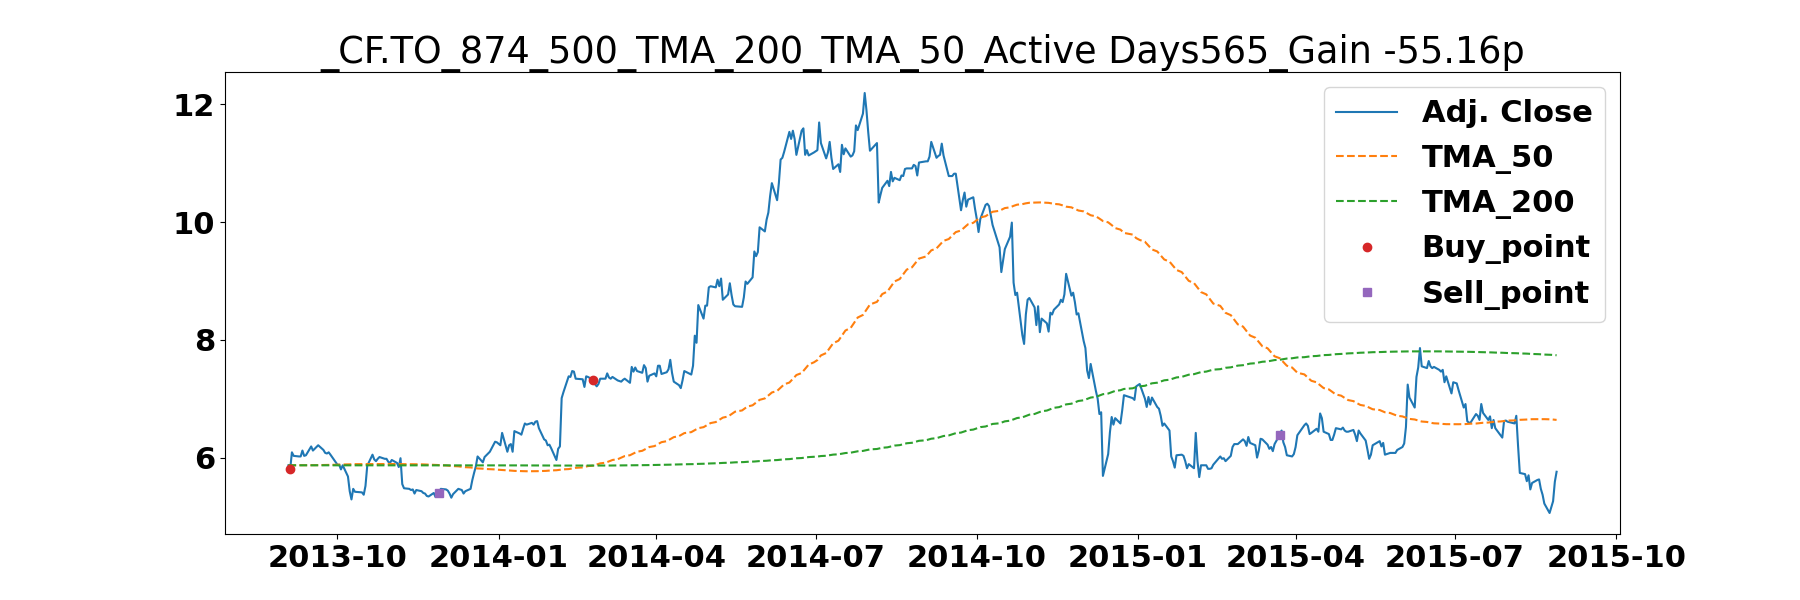 _CF.TO_874_500_TMA_200_TMA_50_Active Days565_Gain -55.16p
12
10
8
6
Adj. Close
TMA_50
TMA_200
Buy_point
Sell_point
2013-10 2014-01 2014-04 2014-07 2014-10 2015-01 2015-04 2015-07 2015-10